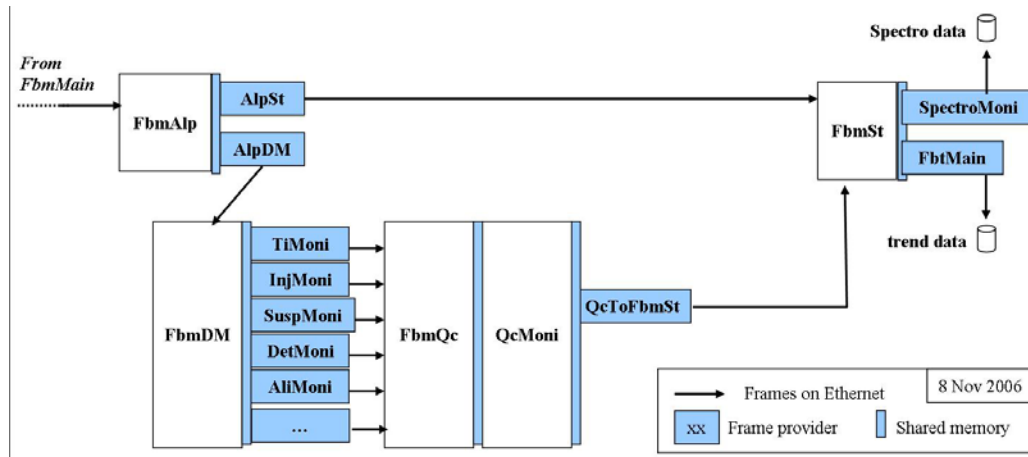 Spectro data
From
FbmMain
AlpSt
SpectroMoni
FbmAlp
FbmSt
AlpDM
FbtMain
TiMoni
trend data
InjMoni
QcToFbmSt
SuspMoni
FbmDM
FbmQc
QcMoni
DetMoni
AliMoni
...
Frames on Ethernet
8 Nov 2006
xx
Frame provider
Shared memory